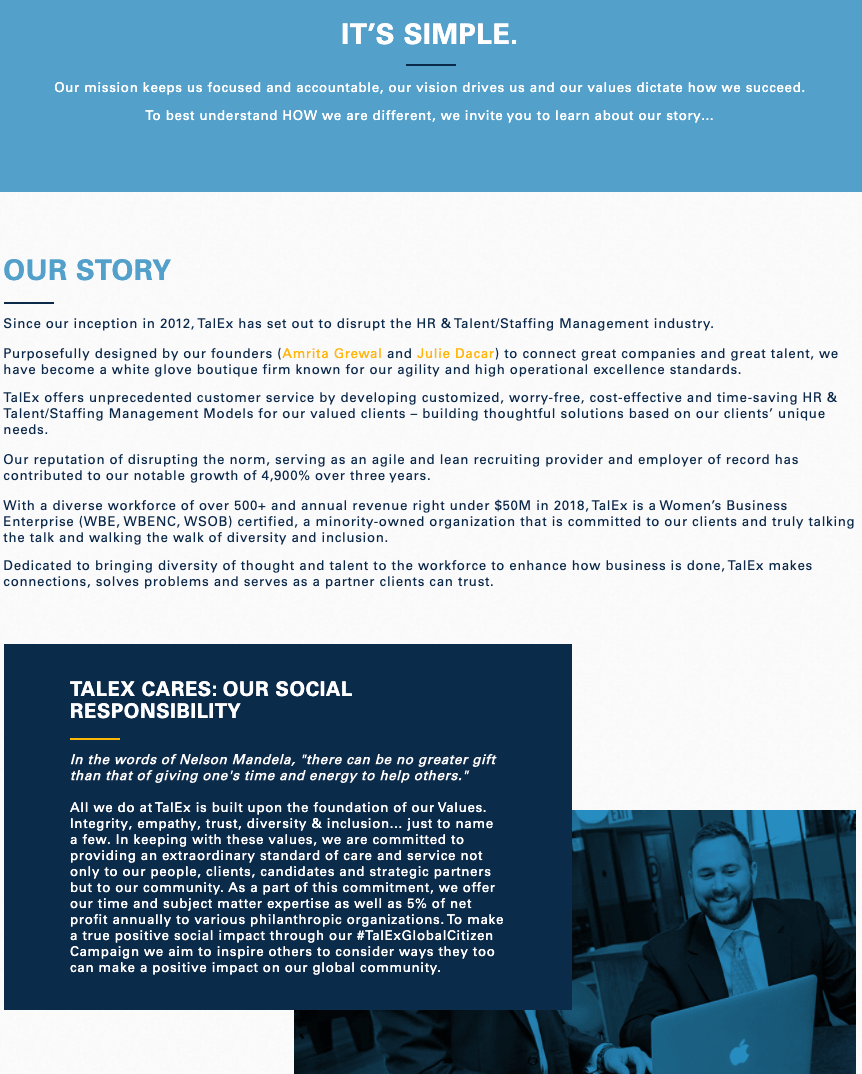 IT'S SIMPLE.
Our mission keeps us focused and accountable, our vision drives us and our values dictate how we succeed.
To best understand HOW we are different, we invite you to learn about our story...
OUR STORY
Since our inception in 2012, TalEx has set out to disrupt the HR & Talent/Staffing Management industry.
Purposefully designed by our founders (Amrita Grewal and Julie Dacar) to connect great companies and great talent, we
have become a white glove boutique firm known for our agility and high operational excellence standards.
TalEx offers unprecedented customer service by developing customized, worry-free, cost-effective and time-saving HR &
Talent/Staffing Management Models for our valued clients – building thoughtful solutions based on our clients' unique
needs.
Our reputation of disrupting the norm, serving as an agile and lean recruiting provider and employer of record has
contributed to our notable growth of 4,900% over three years.
With a diverse workforce of over 500+ and annual revenue right under $50M in 2018, TalEx is a Women's Business
Enterprise (WBE, WBENC, WSOB) certified, a minority-owned organization that is committed to our clients and truly talking
the talk and walking the walk of diversity and inclusion.
Dedicated to bringing diversity of thought and talent to the workforce to enhance how business is done, TalEx makes
connections, solves problems and serves as a partner clients can trust.
TALEX CARES: OUR SOCIAL
RESPONSIBILITY
In the words of Nelson Mandela, "there can be no greater gift
than that of giving one's time and energy to help others."
All we do at TalEx is built upon the foundation of our Values.
Integrity, empathy, trust, diversity & inclusion... just to name
a few. In keeping with these values, we are committed to
providing an extraordinary standard of care and service not
only to our people, clients, candidates and strategic partners
but to our community. As a part of this commitment, we offer
our time and subject matter expertise as well as 5% of net
profit annually to various philanthropic organizations. To make
a true positive social impact through our #TalExGlobalCitizen
Campaign we aim to inspire others to consider ways they too
can make a positive impact on our global community.